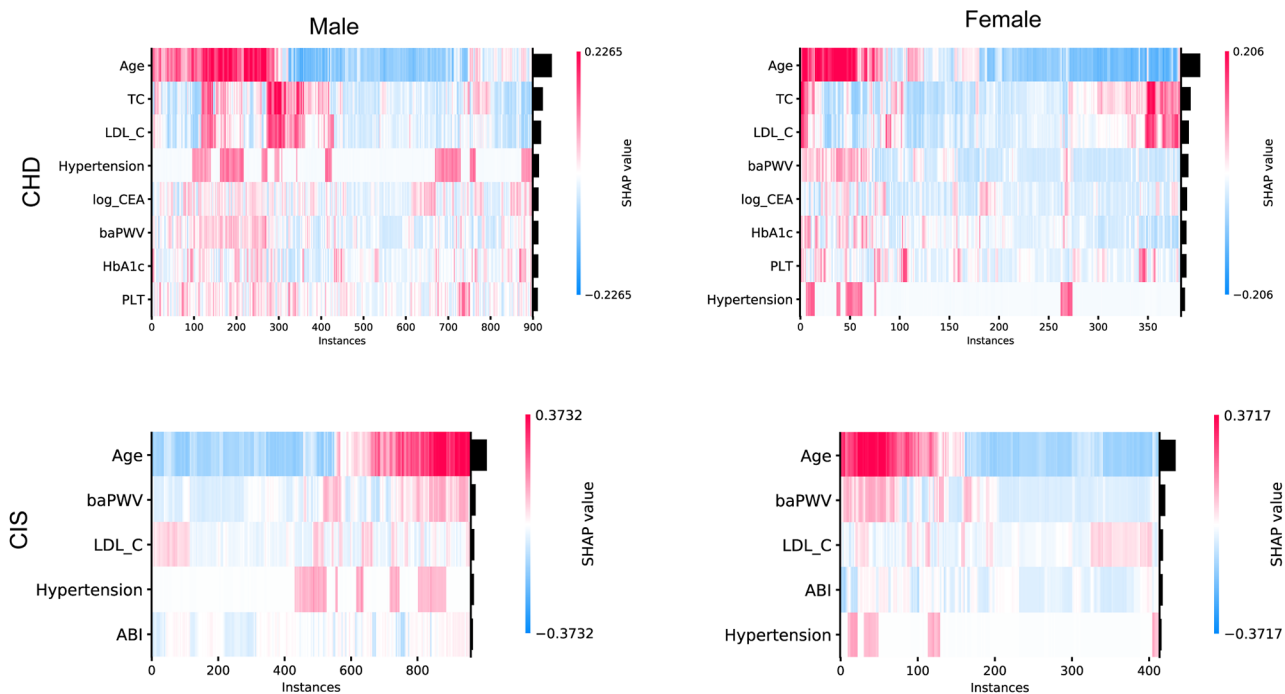 Male
Female
CHD
Age
TC
LDL_C
Hypertension
log_CEA
baPWV
HbA1c
PLT
0 100 200 300 400 500 600 700 800 900
Instances
0.2265
SHAP value
−0.2265
Age
TC
LDL_C
baPWV
log_CEA
HbA1c
PLT
Hypertension
0 50 100 150 200 250 300 350
Instances
0.206
SHAP value
−0.206
CIS
Age
baPWV
LDL_C
Hypertension
ABI
0 200 400 600 800
Instances
0.3732
SHAP value
−0.3732
Age
baPWV
LDL_C
ABI
Hypertension
0 100 200 300 400
Instances
0.3717
SHAP value
−0.3717